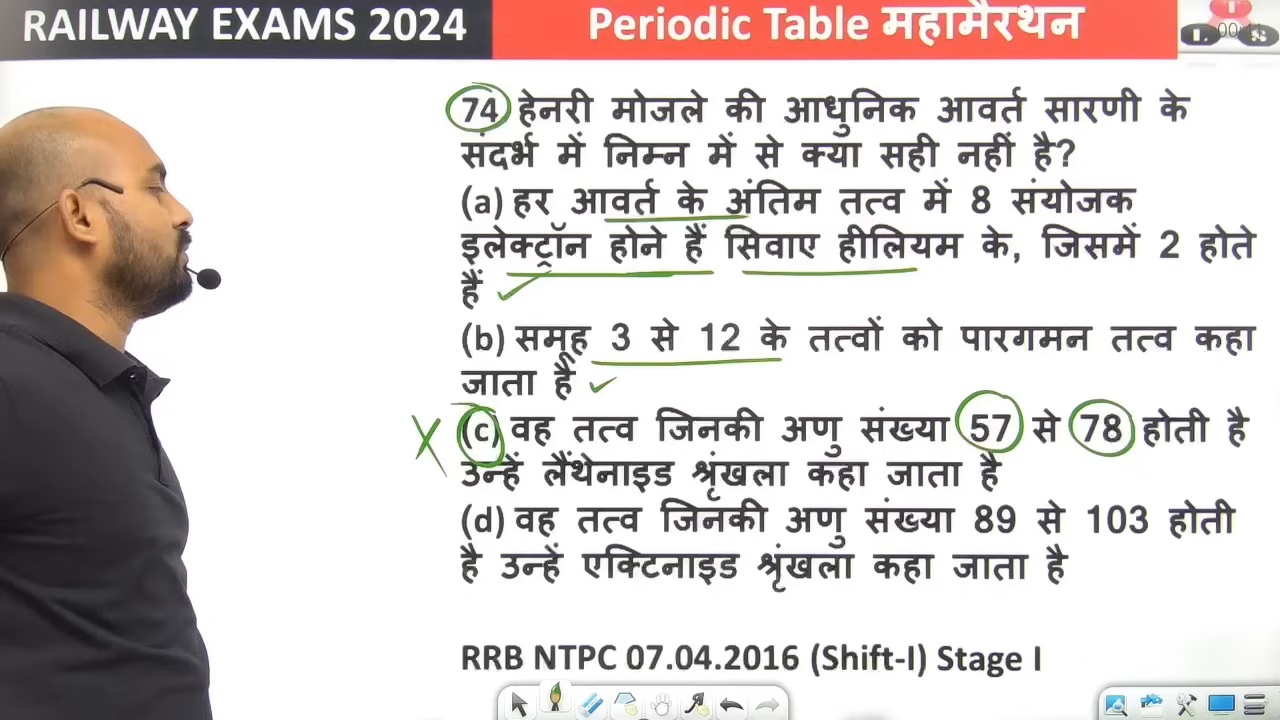 RAILWAY EXAMS 2024
Periodic Table महामैरथन
74 हेनरी मोजले की आधुनिक आवर्त सारणी के
संदर्भ में निम्न में से क्या सही नहीं है?
(a) हर आवर्त के अंतिम तत्व में 8 संयोजक
इलेक्ट्रॉन होने हैं सिवाए हीलियम के, जिसमें 2 होते
हैं
(b) समूह 3 से 12 के तत्वों को पारगमन तत्व कहा
जाता है
X (c) वह तत्व जिनकी अणु संख्या 57 से 78 होती है
उन्हें लैंथेनाइड श्रृंखला कहा जाता है
(d) वह तत्व जिनकी अणु संख्या 89 से 103 होती
है उन्हें एक्टिनाइड श्रृंखला कहा जाता है
RRB NTPC 07.04.2016 (Shift-I) Stage I